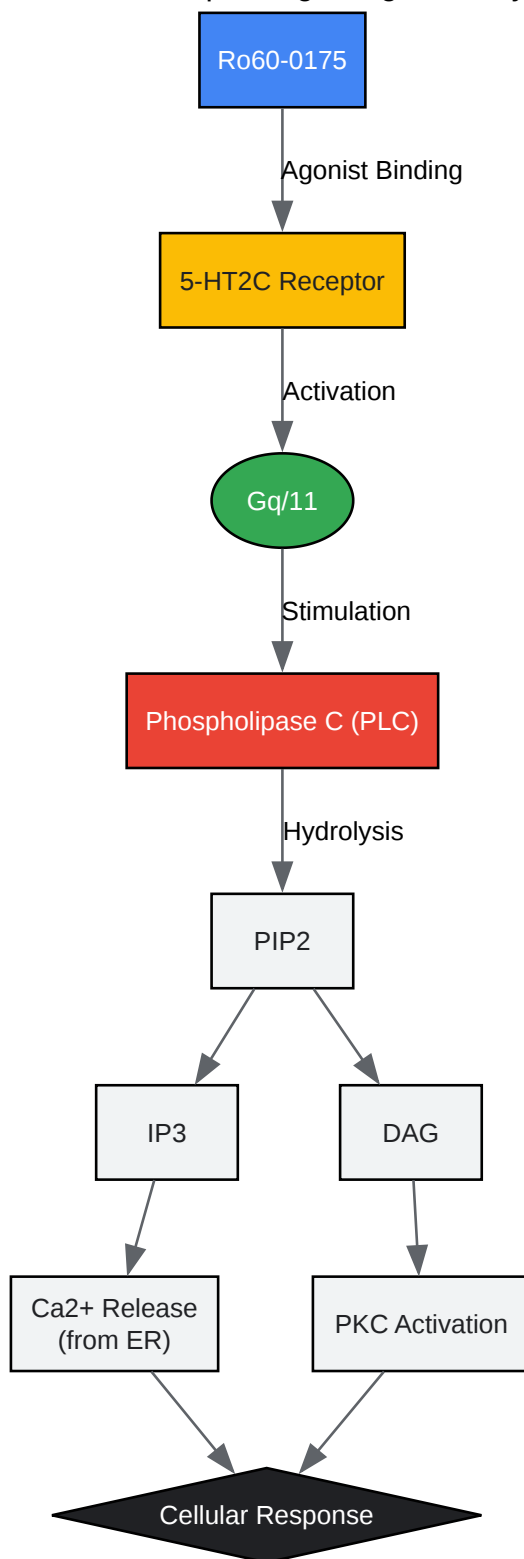 Ro60-0175
Agonist Binding
5-HT2C Receptor
Activation
Gq/11
Stimulation
Phospholipase C (PLC)
Hydrolysis
PIP2
IP3
DAG
Ca2+ Release
(from ER)
PKC Activation
Cellular Response